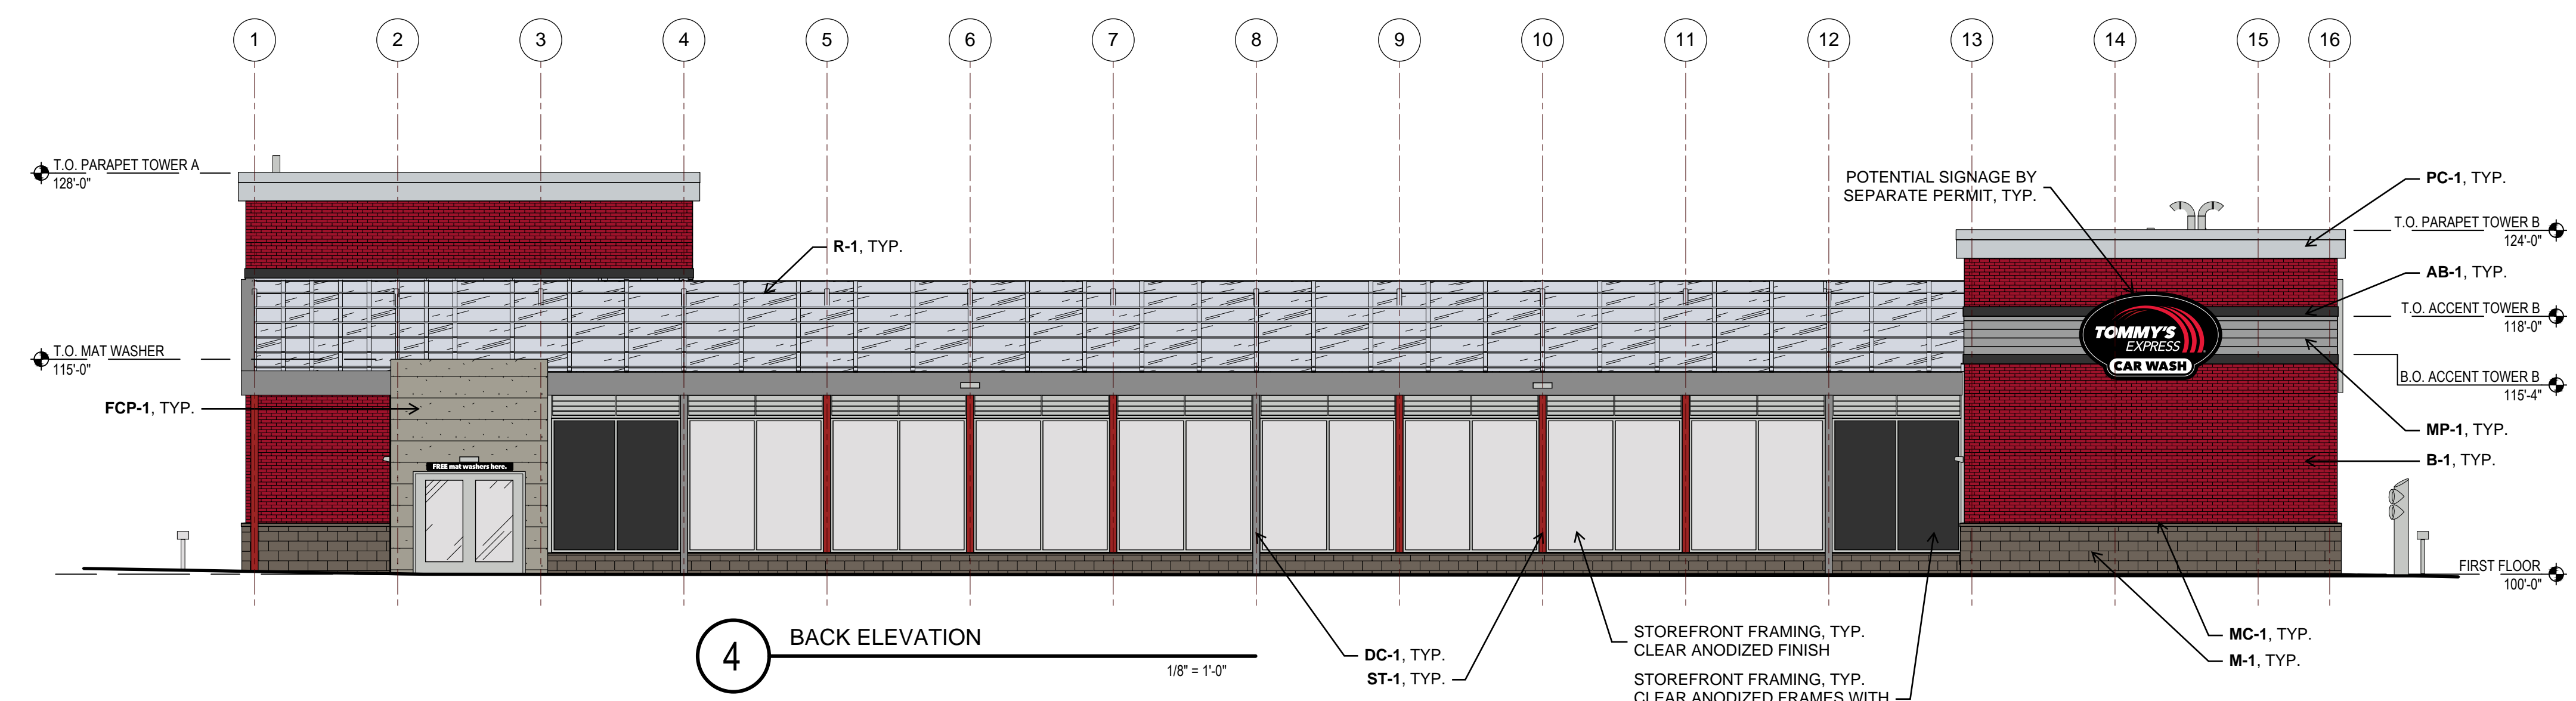 1 2 3 4 5 6 7 8 9 10 11 12 13 14 15 16
T.O. PARAPET TOWER A
128'-0"
T.O. MAT WASHER
115'-0"
FCP-1, TYP.
R-1, TYP.
FREE mat washers here.
POTENTIAL SIGNAGE BY
SEPARATE PERMIT, TYP.
TOMMY'S
EXPRESS
CAR WASH
PC-1, TYP.
T.O. PARAPET TOWER B
124'-0"
AB-1, TYP.
T.O. ACCENT TOWER B
118'-0"
B.O. ACCENT TOWER B
115'-4"
MP-1, TYP.
B-1, TYP.
FIRST FLOOR
100'-0"
4
BACK ELEVATION
1/8" = 1'-0"
DC-1, TYP.
ST-1, TYP.
STOREFRONT FRAMING, TYP.
CLEAR ANODIZED FINISH
STOREFRONT FRAMING, TYP.
CLEAR ANODIZED FRAMES WITH
MC-1, TYP.
M-1, TYP.